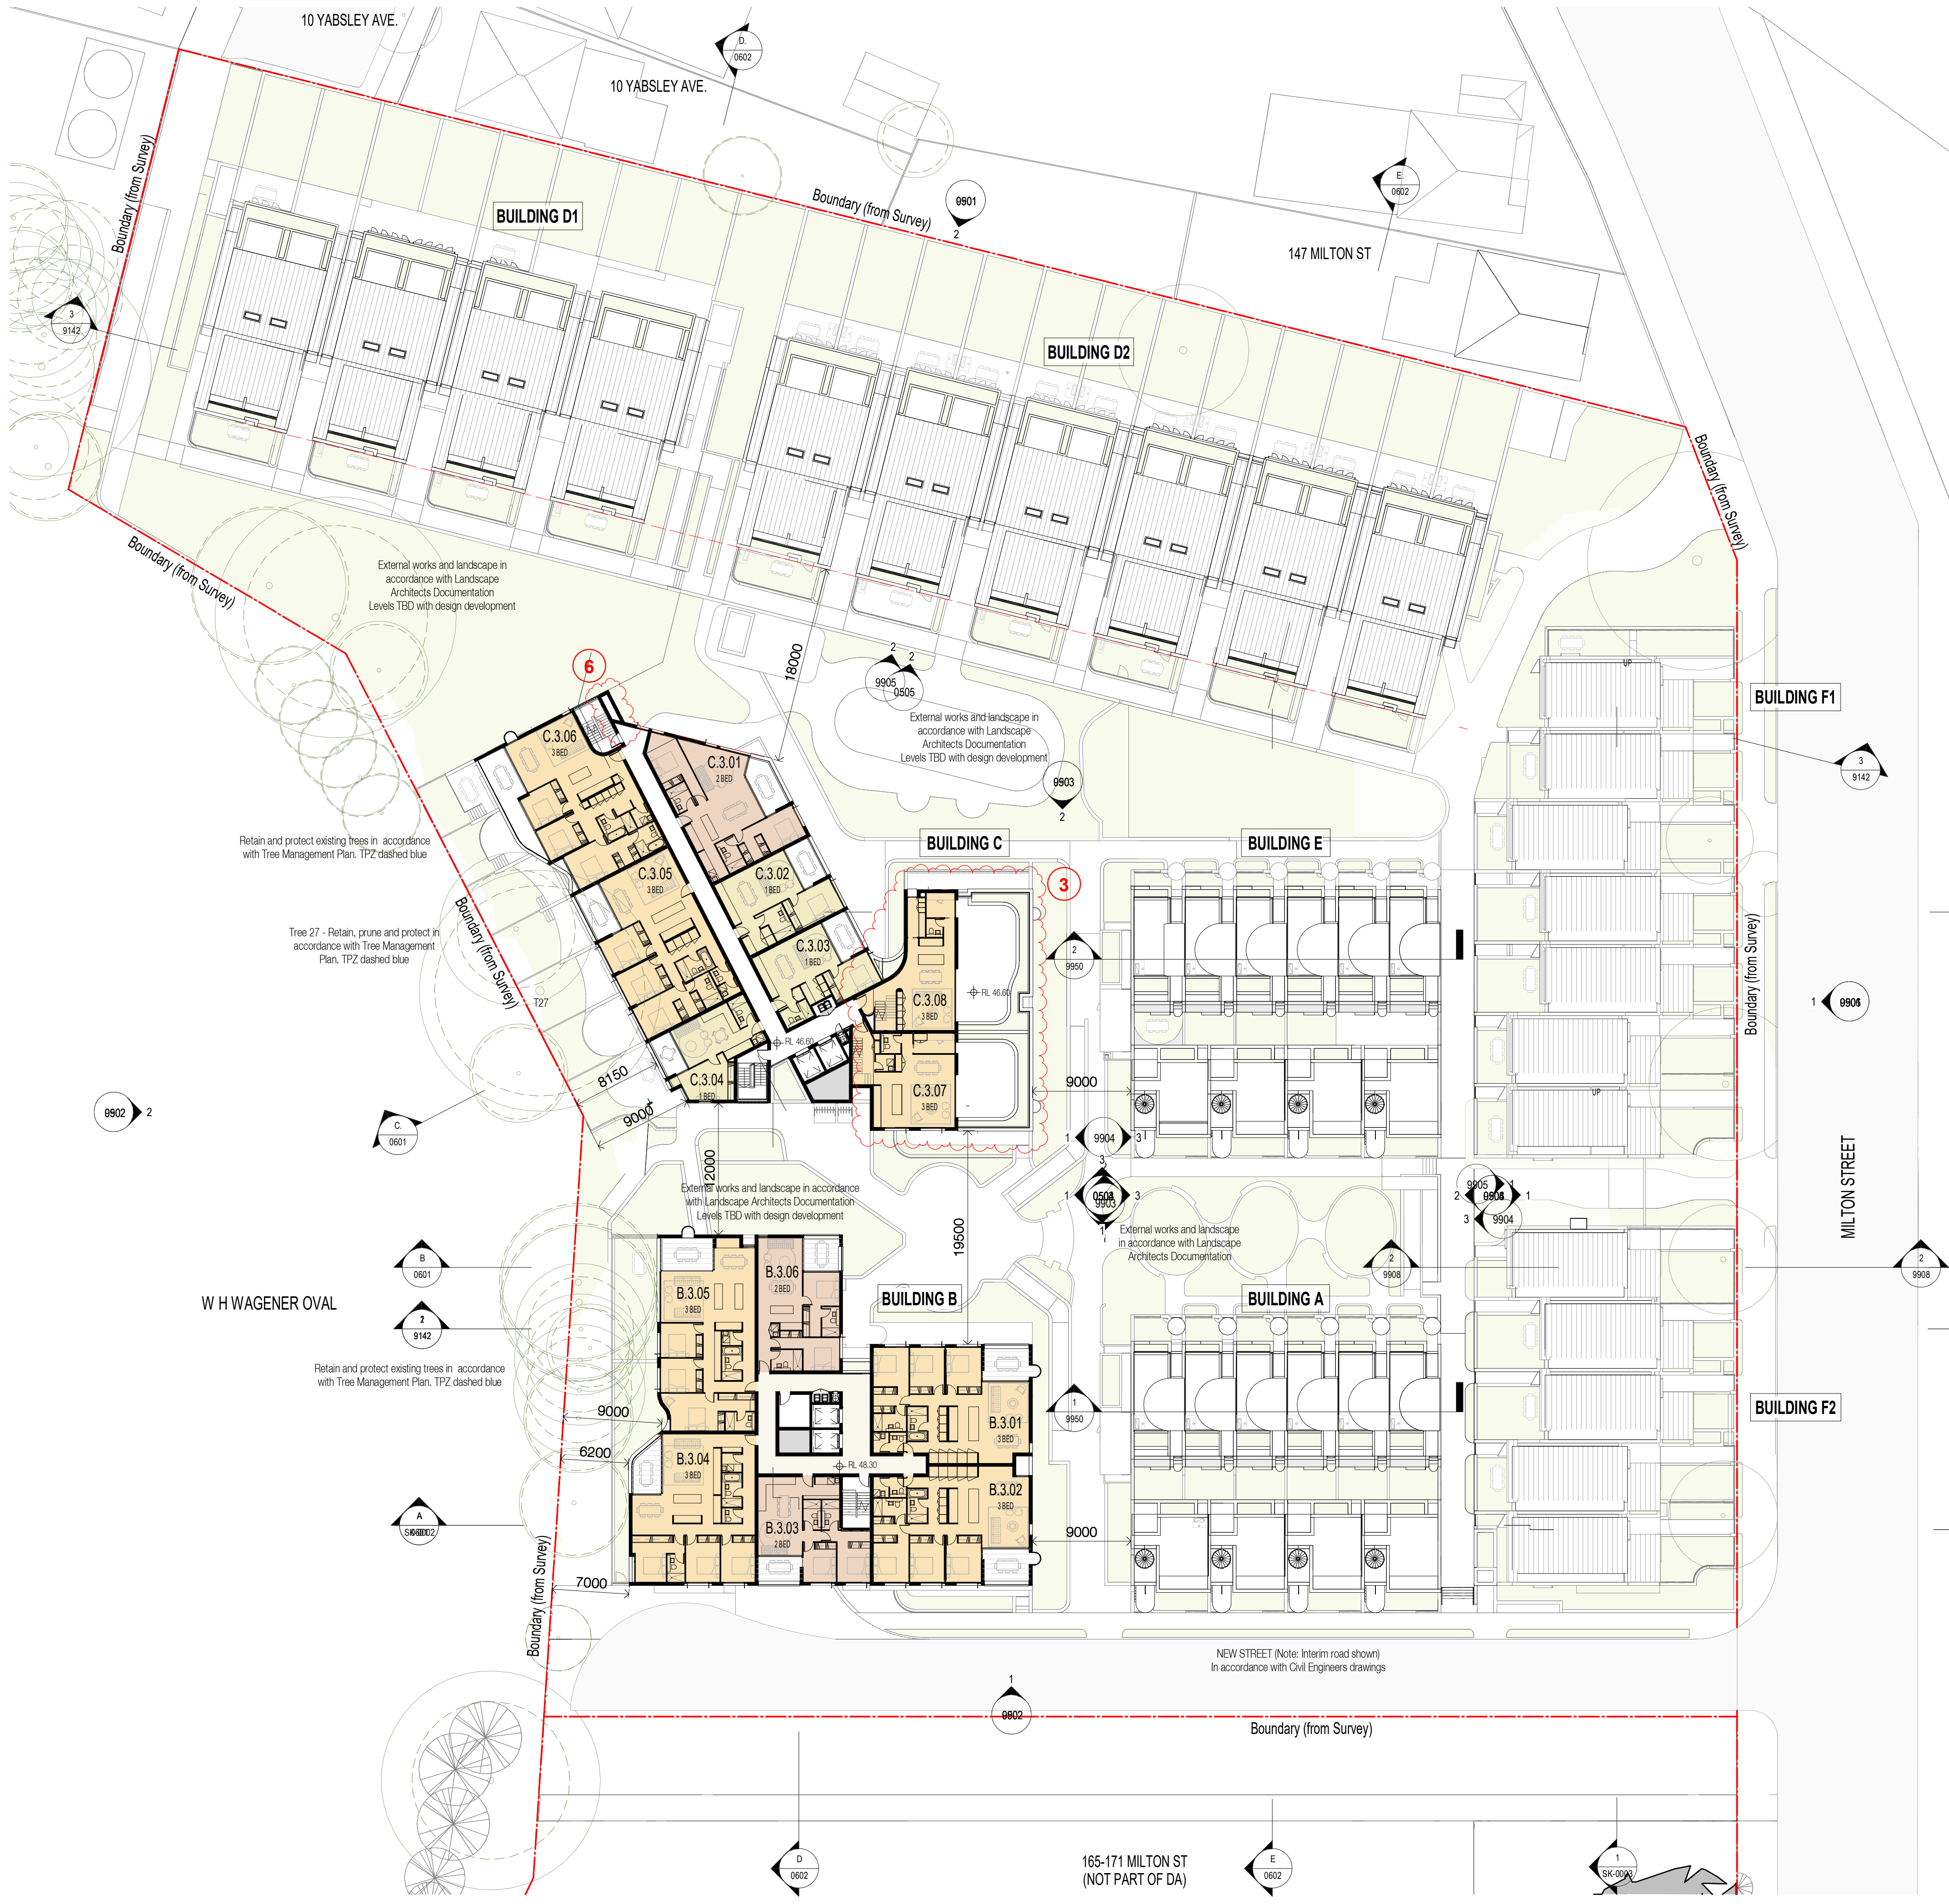 10 YABSLEY AVE.
D.
0602
10 YABSLEY AVE.
Boundary (from Survey)
E.
0602
BUILDING D1
Boundary (from Survey)
2
147 MILTON ST
3
9142
BUILDING D2
Boundary (from Survey)
Boundary (from Survey)
External works and landscape in
accordance with Landscape
Architects Documentation
Levels TBD with design development
18000
6
2
2
9905
0505
UP
BUILDING F1
External works and landscape in
accordance with Landscape
Architects Documentation
Levels TBD with design development
C.3.06
3 BED
C.3.01
2 BED
3
9142
2
Retain and protect existing trees in accordance
with Tree Management Plan. TPZ dashed blue
BUILDING C
BUILDING E
C.3.05
3 BED
C.3.02
1 BED
3
Tree 27 - Retain, prune and protect in
accordance with Tree Management
Plan. TPZ dashed blue
Boundary (from Survey)
C.3.03
1 BED
2
9950
Boundary (from Survey)
T27
C.3.08
3 BED
RL 46.60
1
RL 46.60
8150
C.3.04
1 BED
C.3.07
3 BED
9000
UP
2
9000
C.
0601
1
9904
3
12000
3
1
3
9903
1
External works and landscape in accordance
with Landscape Architects Documentation
Levels TBD with design development
19500
External works and landscape
in accordance with Landscape
Architects Documentation
9905
1
2
1
3
9904
MILTON STREET
B
0601
2
9908
2
9908
B.3.05
3 BED
B.3.06
2 BED
BUILDING B
BUILDING A
W H WAGENER OVAL
9142
Retain and protect existing trees in accordance
with Tree Management Plan. TPZ dashed blue
9000
B.3.01
3 BED
1
9950
BUILDING F2
6200
B.3.04
3 BED
RL 48.30
B.3.02
3 BED
A
B.3.03
2 BED
9000
7000
Boundary (from Survey)
NEW STREET (Note: Interim road shown)
In accordance with Civil Engineers drawings
1
Boundary (from Survey)
D
0602
165-171 MILTON ST
(NOT PART OF DA)
E
0602
1
SK-0003